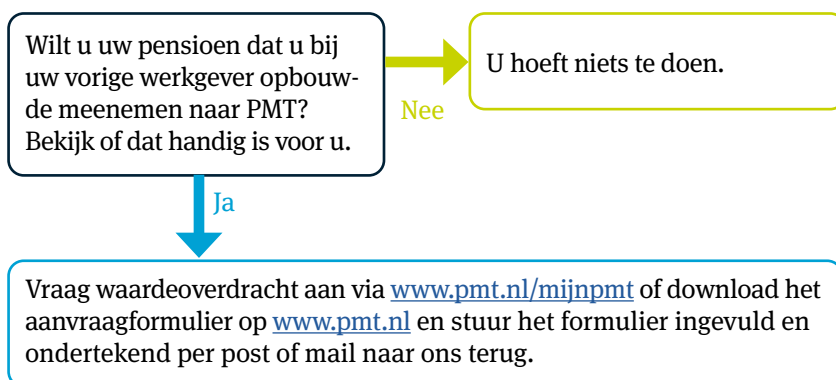 Wilt u uw pensioen dat u bij
uw vorige werkgever opbouw-
de meenemen naar PMT?
Bekijk of dat handig is voor u.
Nee
U hoeft niets te doen.
Ja
Vraag waardeoverdracht aan via www.pmt.nl/mijnpmt of download het
aanvraagformulier op www.pmt.nl en stuur het formulier ingevuld en
ondertekend per post of mail naar ons terug.